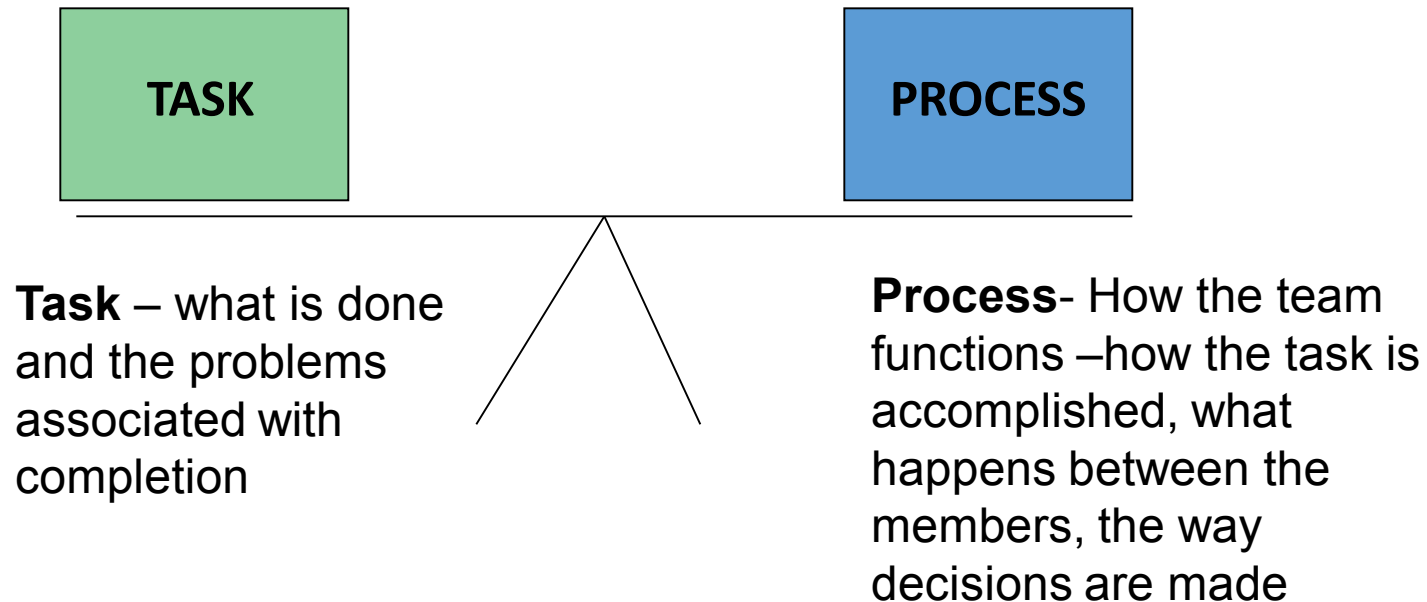 TASK
PROCESS
Task – what is done
and the problems
associated with
completion
Process- How the team
functions –how the task is
accomplished, what
happens between the
members, the way
decisions are made